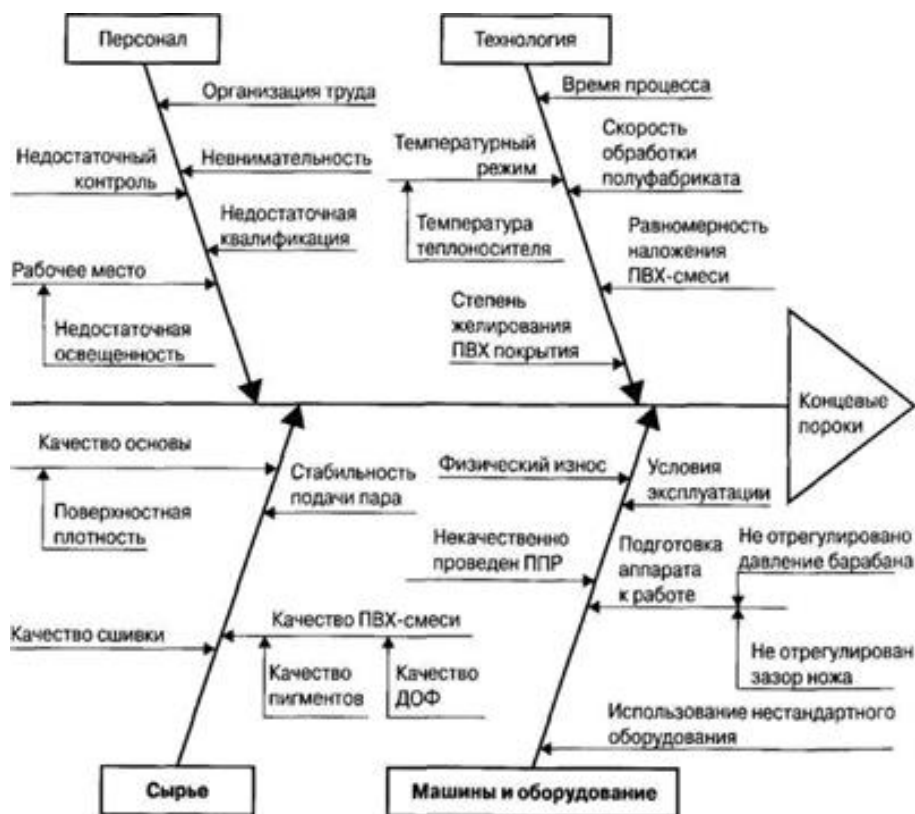 Персонал
Технология
Организация труда
Недостаточный
контроль
Невнимательность
Недостаточная
квалификация
Рабочее место
Недостаточная
освещенность
Время процесса
Температурный
режим
Скорость
обработки
полуфабриката
Температура
теплоносителя
Равномерность
наложения
ПВХ-смеси
Степень
желирования
ПВХ покрытия
Концевые
пороки
Качество основы
Поверхностная
плотность
Стабильность
подачи пара
Качество сшивки
Качество ПВХ-смеси
Качество
пигментов
Качество
ДОФ
Физический износ
Условия
эксплуатации
Некачественно
проведен ППР
Подготовка
аппарата
к работе
Не отрегулировано
давление барабана
Не отрегулирован
зазор ножа
Использование нестандартного
оборудования
Сырье
Машины и оборудование